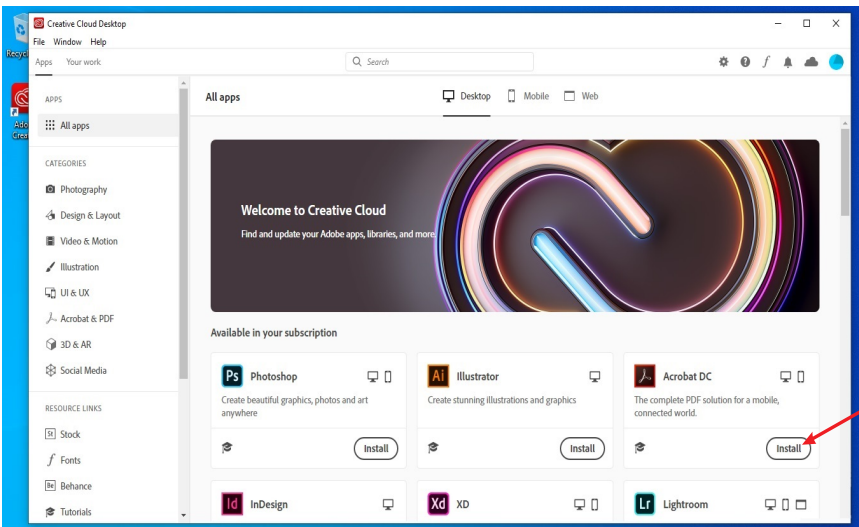 Creative Cloud Desktop
File Window Help
Apps Your work
Search
APPS
All apps
CATEGORIES
Photography
Design & Layout
Video & Motion
Illustration
UI & UX
Acrobat & PDF
3D & AR
Social Media
RESOURCE LINKS
St Stock
f Fonts
Be Behance
Tutorials
All apps
Desktop Mobile Web
Welcome to Creative Cloud
Find and update your Adobe apps, libraries, and more
Available in your subscription
Ps Photoshop
Create beautiful graphics, photos and art
anywhere
Install
Ai Illustrator
Create stunning illustrations and graphics
Install
Acrobat DC
The complete PDF solution for a mobile,
connected world.
Install
Id InDesign
Xd XD
Lr Lightroom